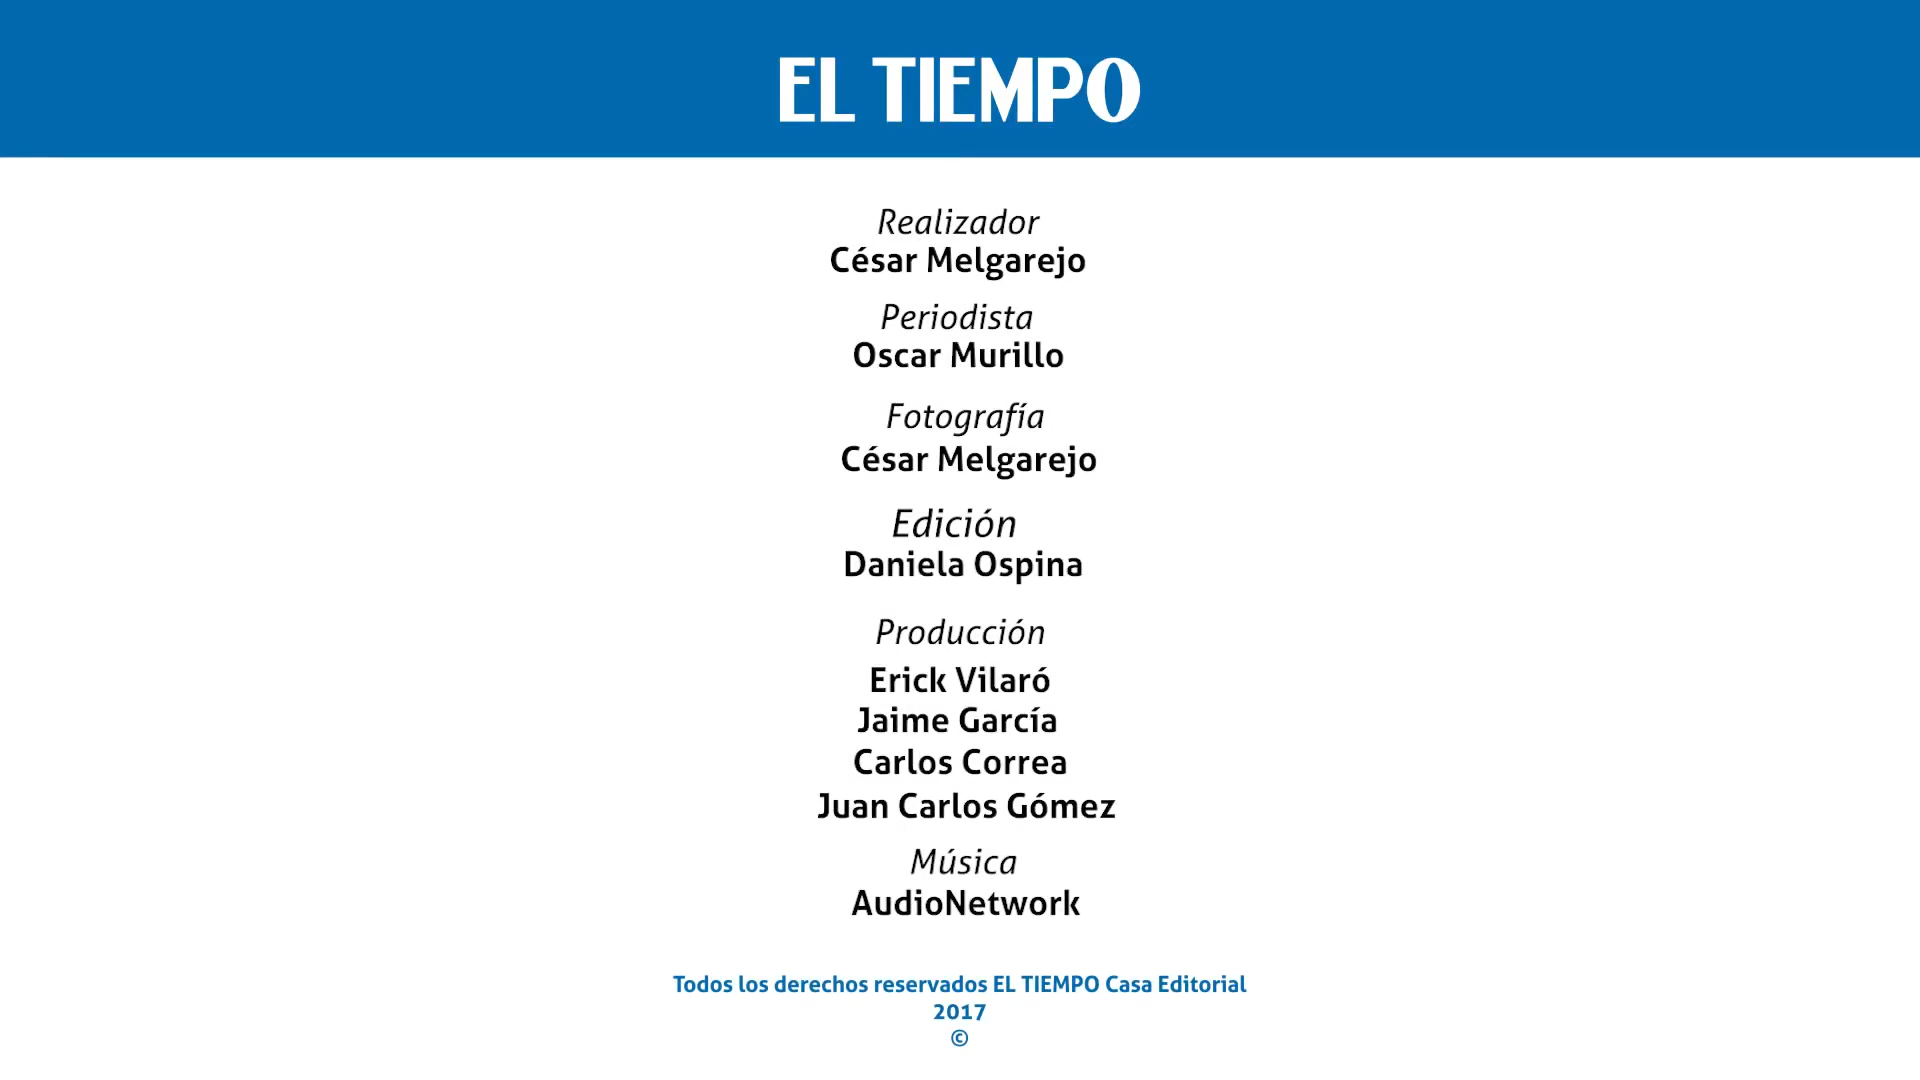 EL TIEMPO
Realizador
César Melgarejo
Periodista
Oscar Murillo
Fotografía
César Melgarejo
Edición
Daniela Ospina
Producción
Erick Vilaró
Jaime García
Carlos Correa
Juan Carlos Gómez
Música
AudioNetwork
Todos los derechos reservados EL TIEMPO Casa Editorial
2017
©